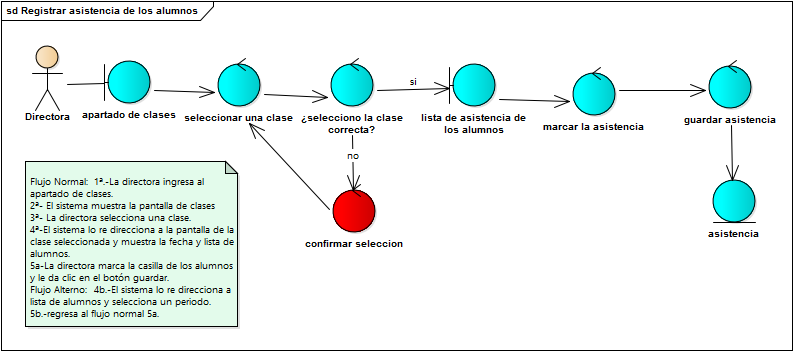 sd Registrar asistencia de los alumnos
Directora
apartado de clases
seleccionar una clase
¿selecciono la clase
correcta?
si
lista de asistencia de
los alumnos
marcar la asistencia
guardar asistencia
no
confirmar seleccion
asistencia
Flujo Normal:  1ª.-La directora ingresa al
apartado de clases.
2ª- El sistema muestra la pantalla de clases
3ª- La directora selecciona una clase.
4ª-El sistema lo re direcciona a la pantalla de la
clase seleccionada y muestra la fecha y lista de
alumnos.
5a-La directora marca la casilla de los alumnos
y le da clic en el botón guardar.
Flujo Alterno:  4b.-El sistema lo re direcciona a
lista de alumnos y selecciona un periodo.
5b.-regresa al flujo normal 5a.